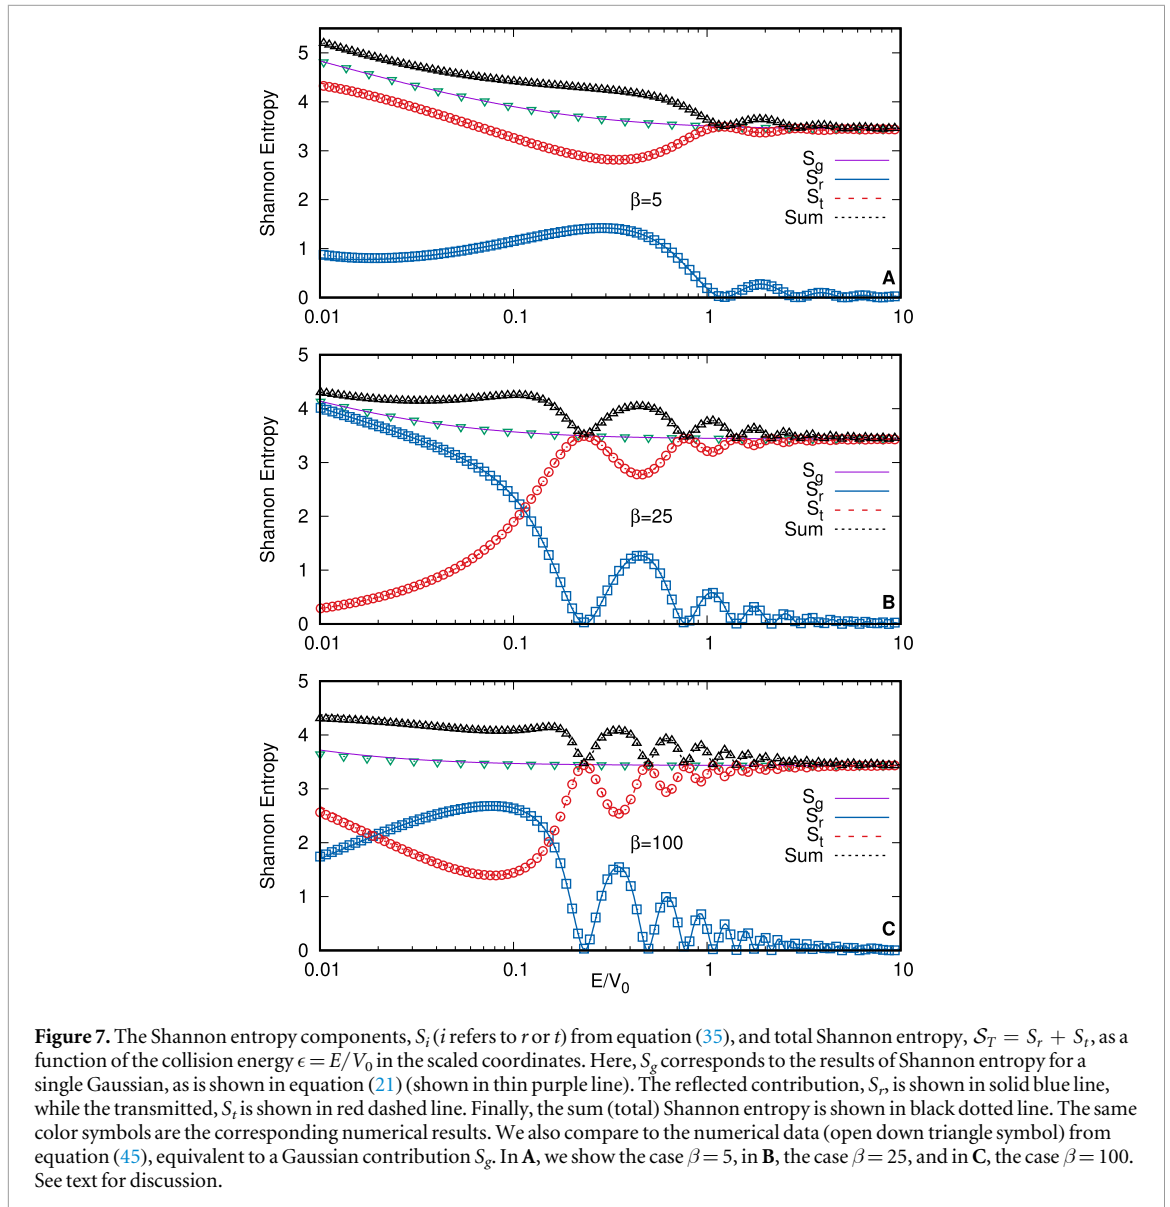 5
4
3
2
1
0
Shannon Entropy
S_g
S_r
S_t
Sum
β=5
A
0.01
0.1
1
10
5
4
3
2
1
0
Shannon Entropy
S_g
S_r
S_t
Sum
β=25
B
0.01
0.1
1
10
5
4
3
2
1
0
Shannon Entropy
S_g
S_r
S_t
Sum
β=100
C
0.01
0.1
1
10
E/V_0
Figure 7. The Shannon entropy components, S_i (i refers to r or t) from equation (35), and total Shannon entropy, 𝒮_T = S_r + S_t, as a
function of the collision energy ϵ = E/V_0 in the scaled coordinates. Here, S_g corresponds to the results of Shannon entropy for a
single Gaussian, as is shown in equation (21) (shown in thin purple line). The reflected contribution, S_r, is shown in solid blue line,
while the transmitted, S_t is shown in red dashed line. Finally, the sum (total) Shannon entropy is shown in black dotted line. The same
color symbols are the corresponding numerical results. We also compare to the numerical data (open down triangle symbol) from
equation (45), equivalent to a Gaussian contribution S_g. In A, we show the case β = 5, in B, the case β = 25, and in C, the case β = 100.
See text for discussion.